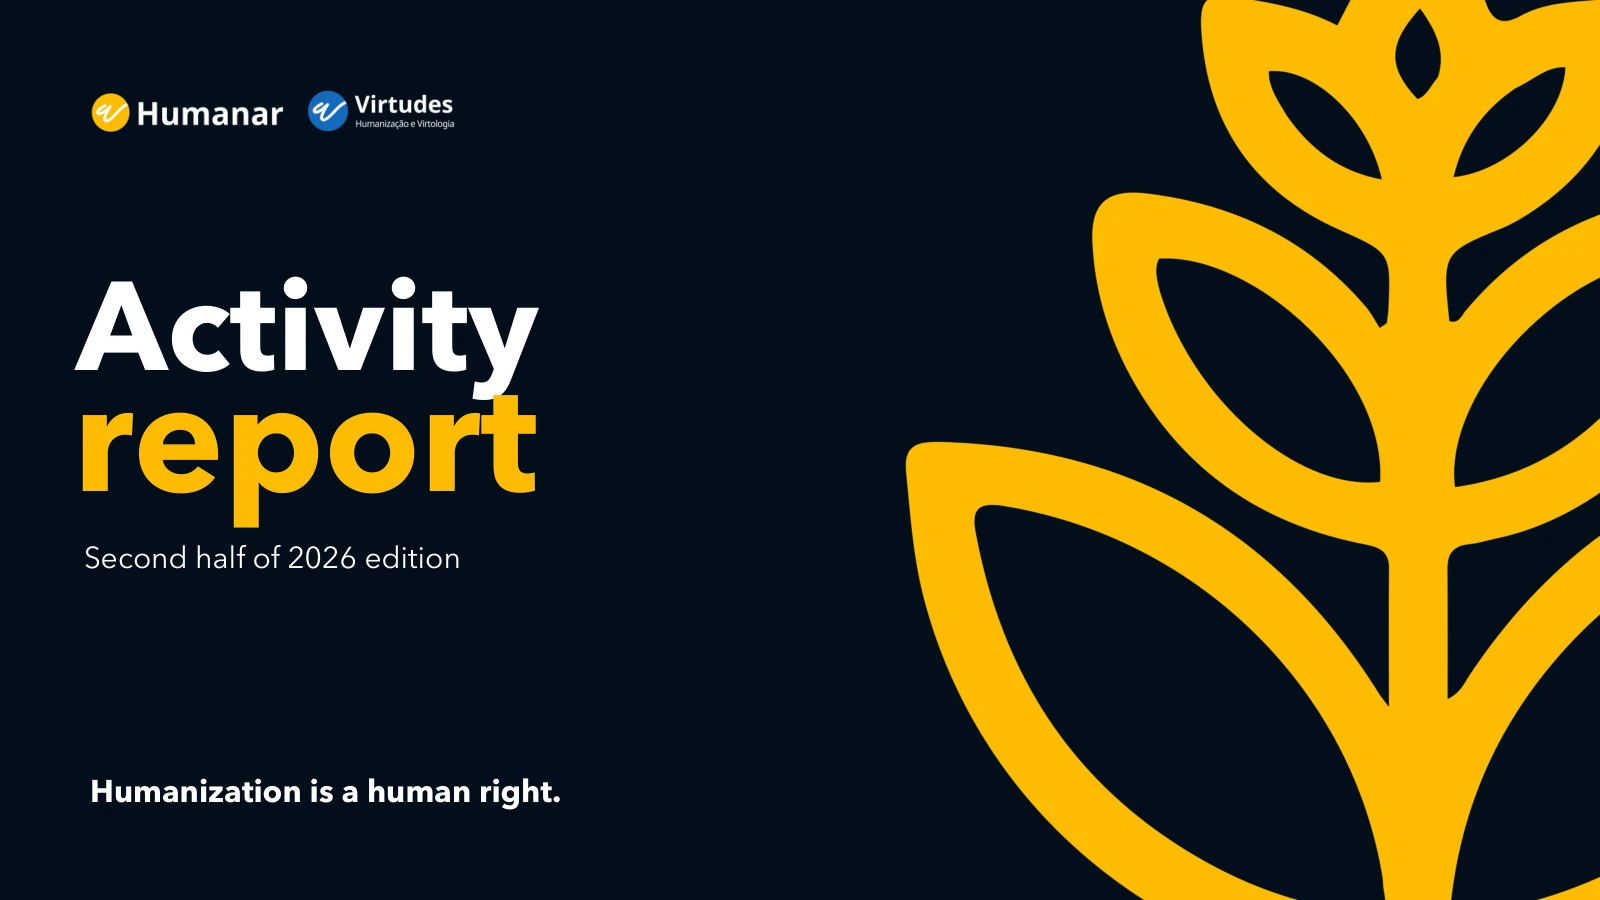 Humanar
Virtudes
Humanização e Virtologia
Activity
report
Second half of 2026 edition
Humanization is a human right.